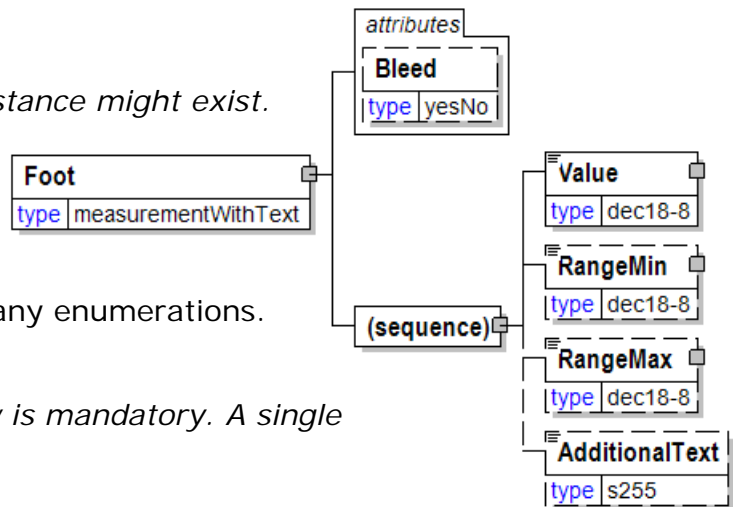 attributes
Bleed
type yesNo
stance might exist.
Foot
type measurementWithText
Value
type dec18-8
RangeMin
type dec18-8
any enumerations.
(sequence)
RangeMax
type dec18-8
is mandatory. A single
AdditionalText
type s255